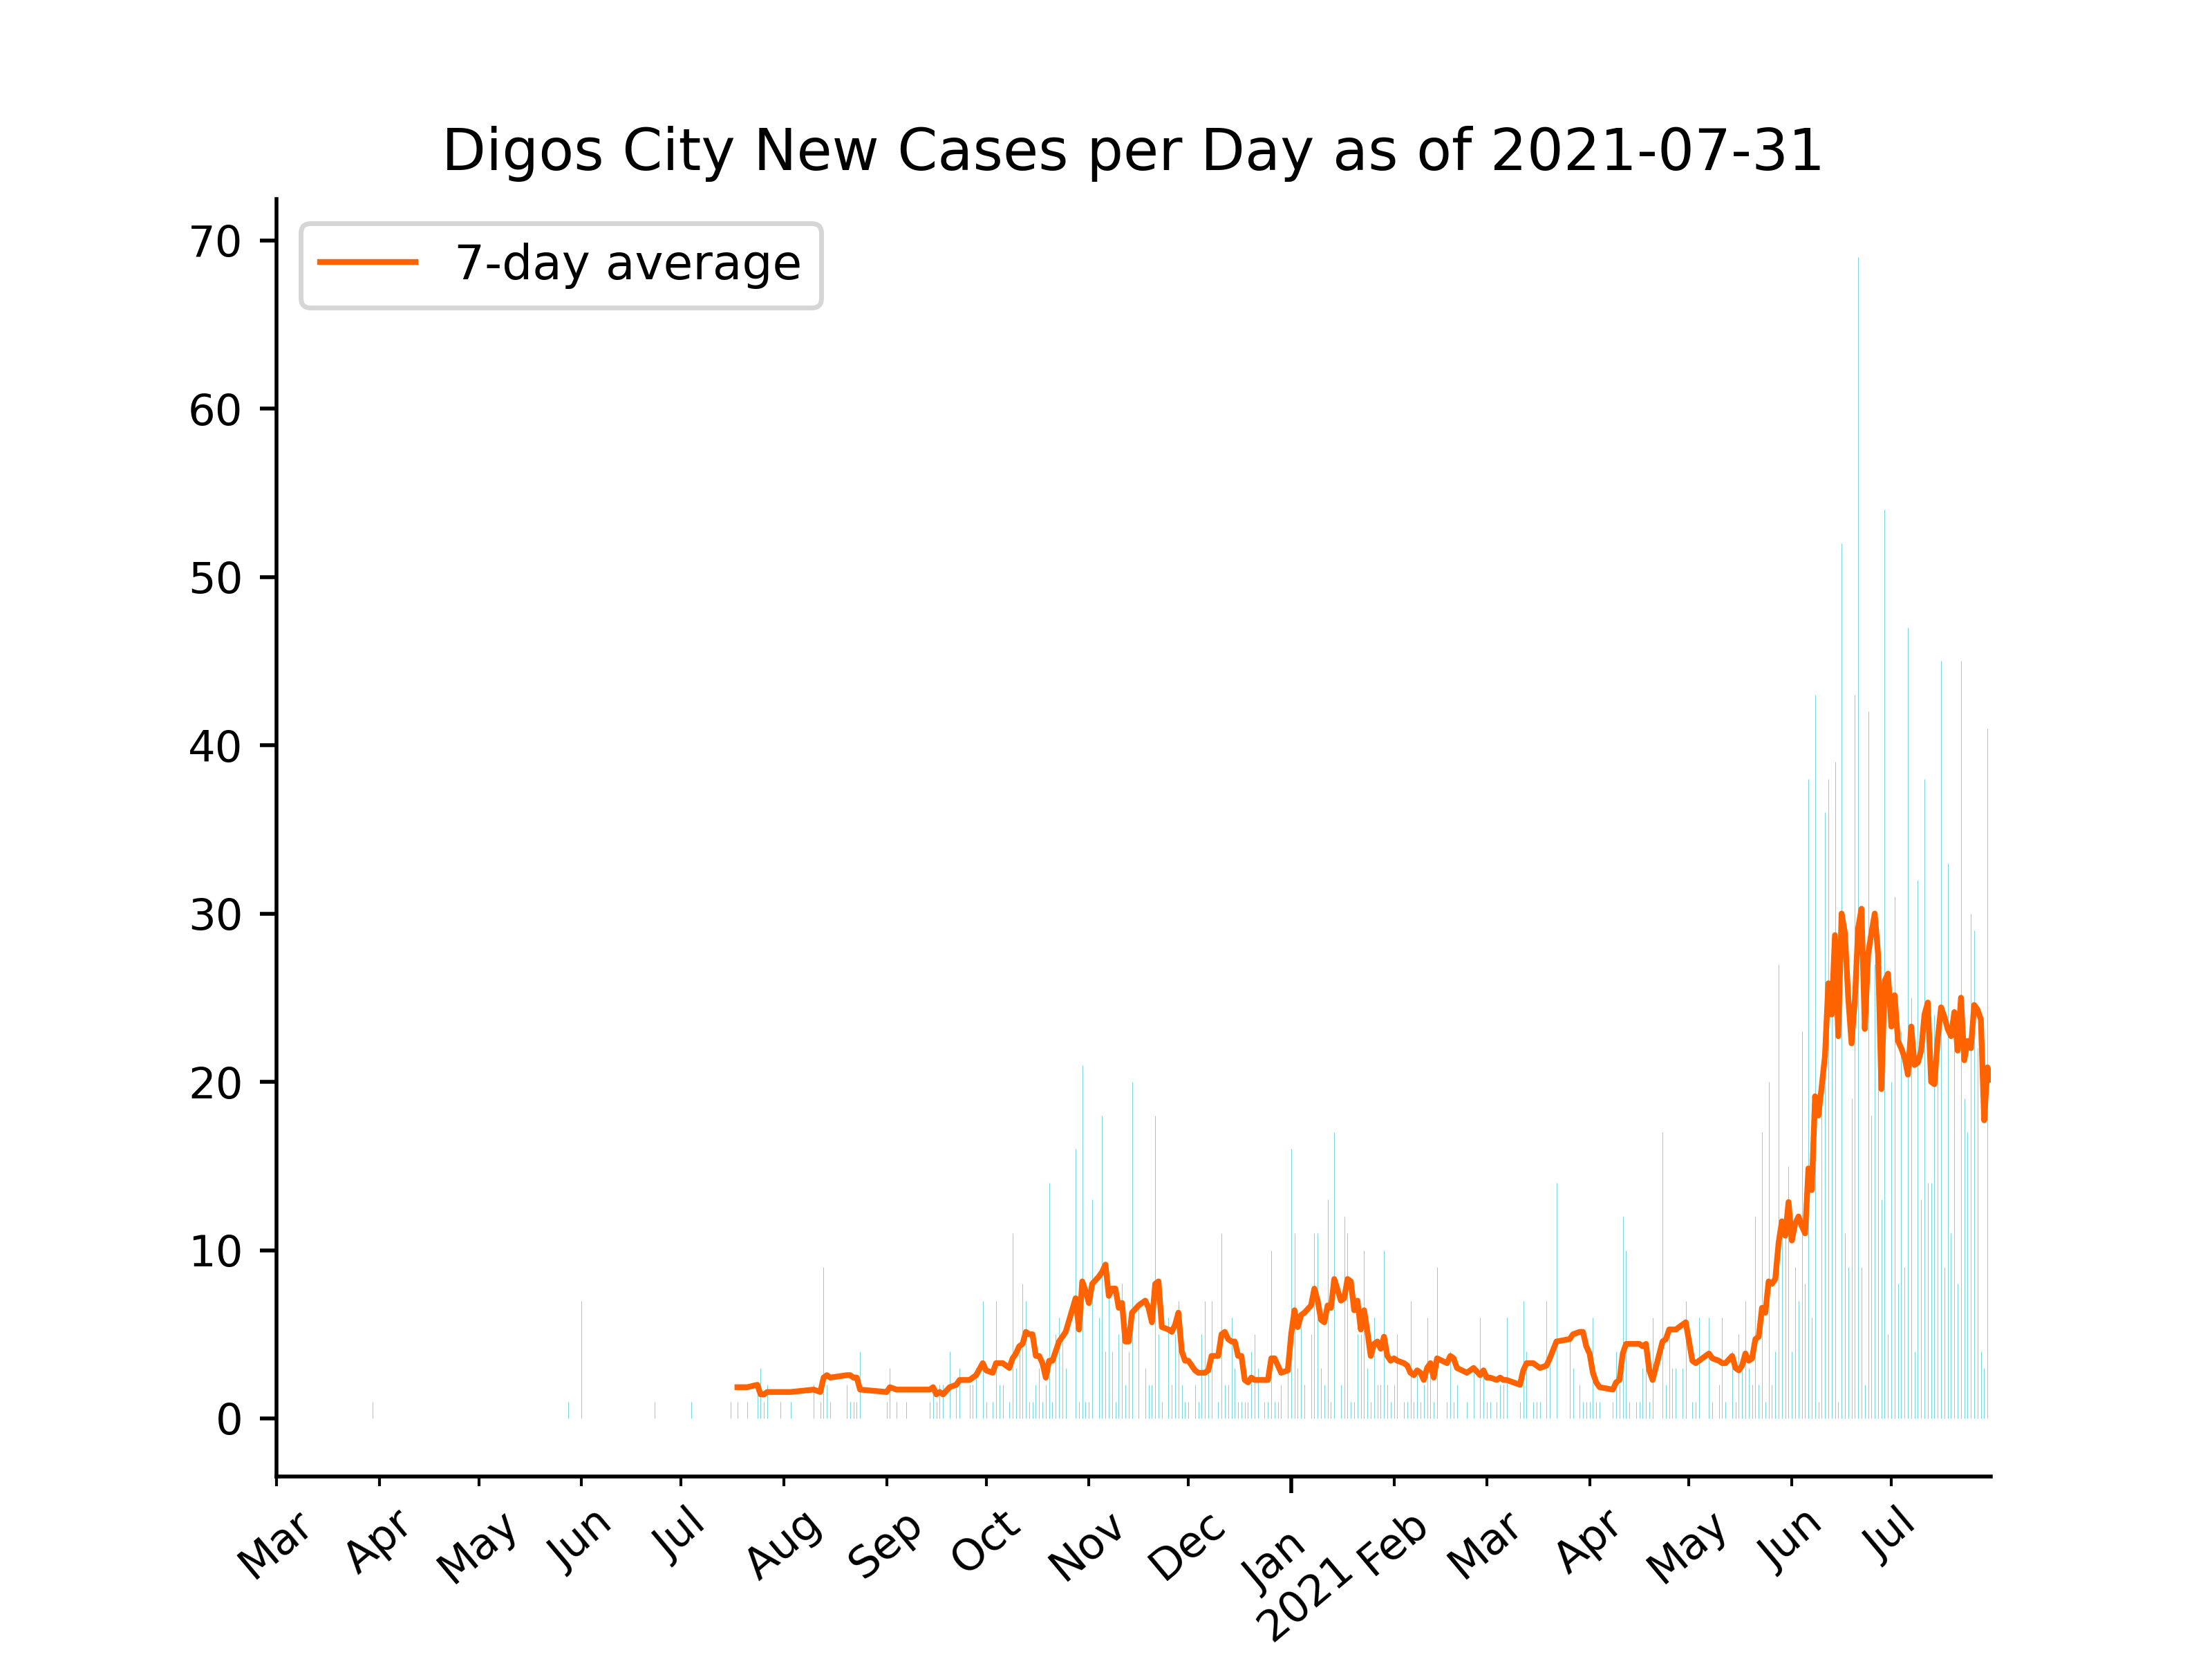 Digos City New Cases per Day as of 2021-07-31
7-day average
70
60
50
40
30
20
10
0
Mar
Apr
May
Jun
Jul
Aug
Sep
Oct
Nov
Dec
Jan
2021
Feb
Mar
Apr
May
Jun
Jul